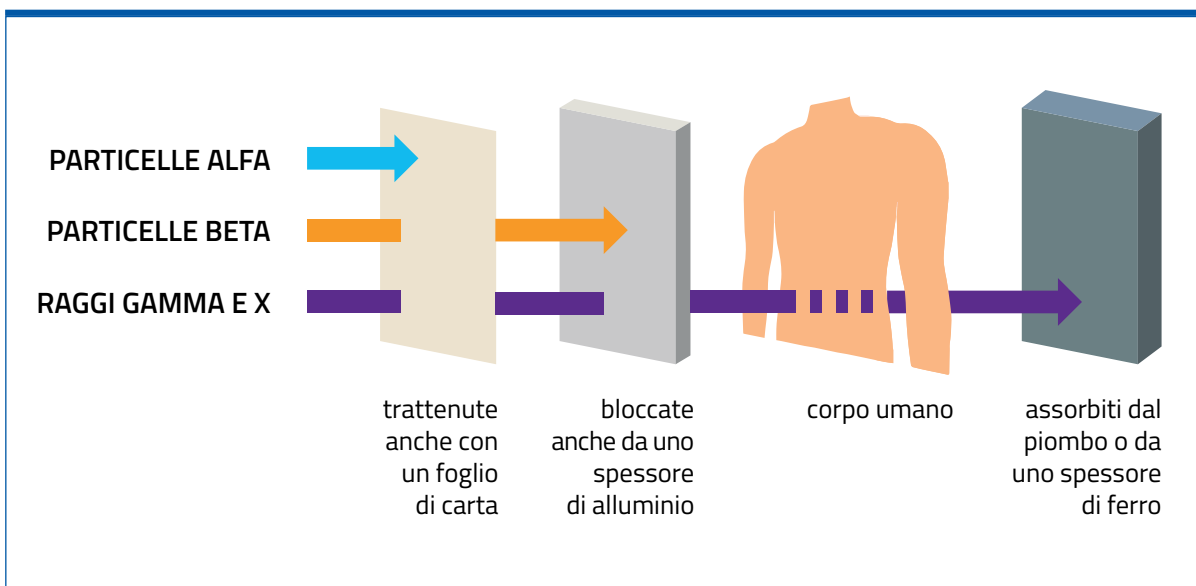 PARTICELLE ALFA
PARTICELLE BETA
RAGGI GAMMA E X
trattenute
anche con
un foglio
di carta
bloccate
anche da uno
spessore
di alluminio
corpo umano
assorbiti dal
piombo o da
uno spessore
di ferro